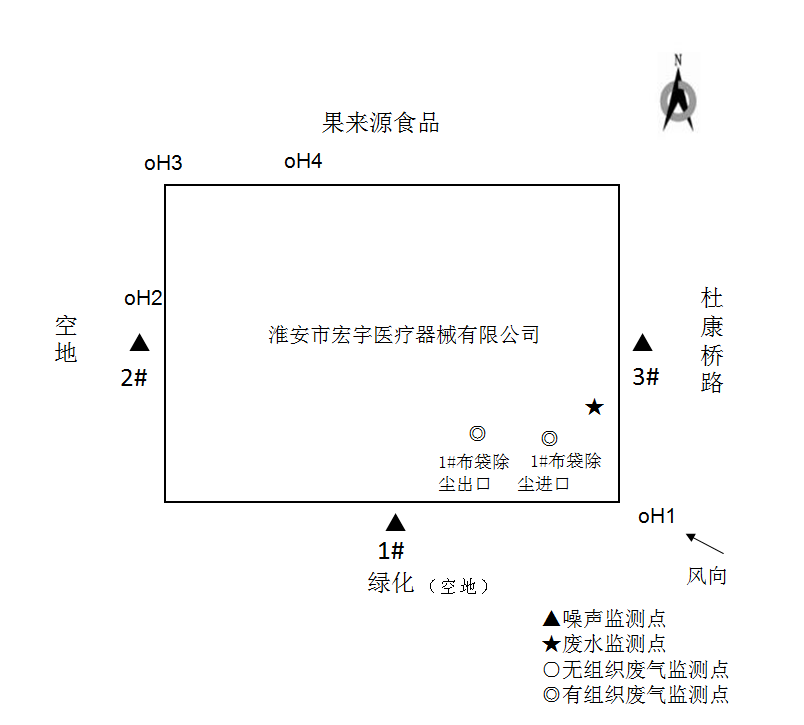 N
果来源食品
oH3
oH4
oH2
空地
▲
2#
淮安市宏宇医疗器械有限公司
▲
3#
杜康桥路
★
◎
◎
1#布袋除
尘出口
1#布袋除
尘进口
▲
1#
绿化（空地）
oH1
风向
▲噪声监测点
★废水监测点
○无组织废气监测点
◎有组织废气监测点